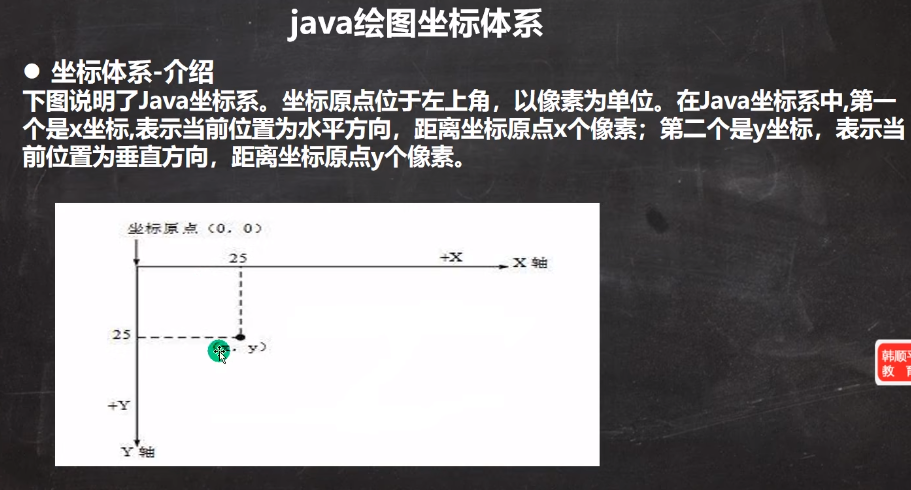 java绘图坐标体系
● 坐标体系-介绍
下图说明了Java坐标系。坐标原点位于左上角，以像素为单位。在Java坐标系中,第一
个是x坐标,表示当前位置为水平方向，距离坐标原点x个像素；第二个是y坐标，表示当
前位置为垂直方向，距离坐标原点y个像素。
坐标原点（0．0）
25
+X
X 轴
25
y）
+Y
Y 轴
韩顺平
教 育